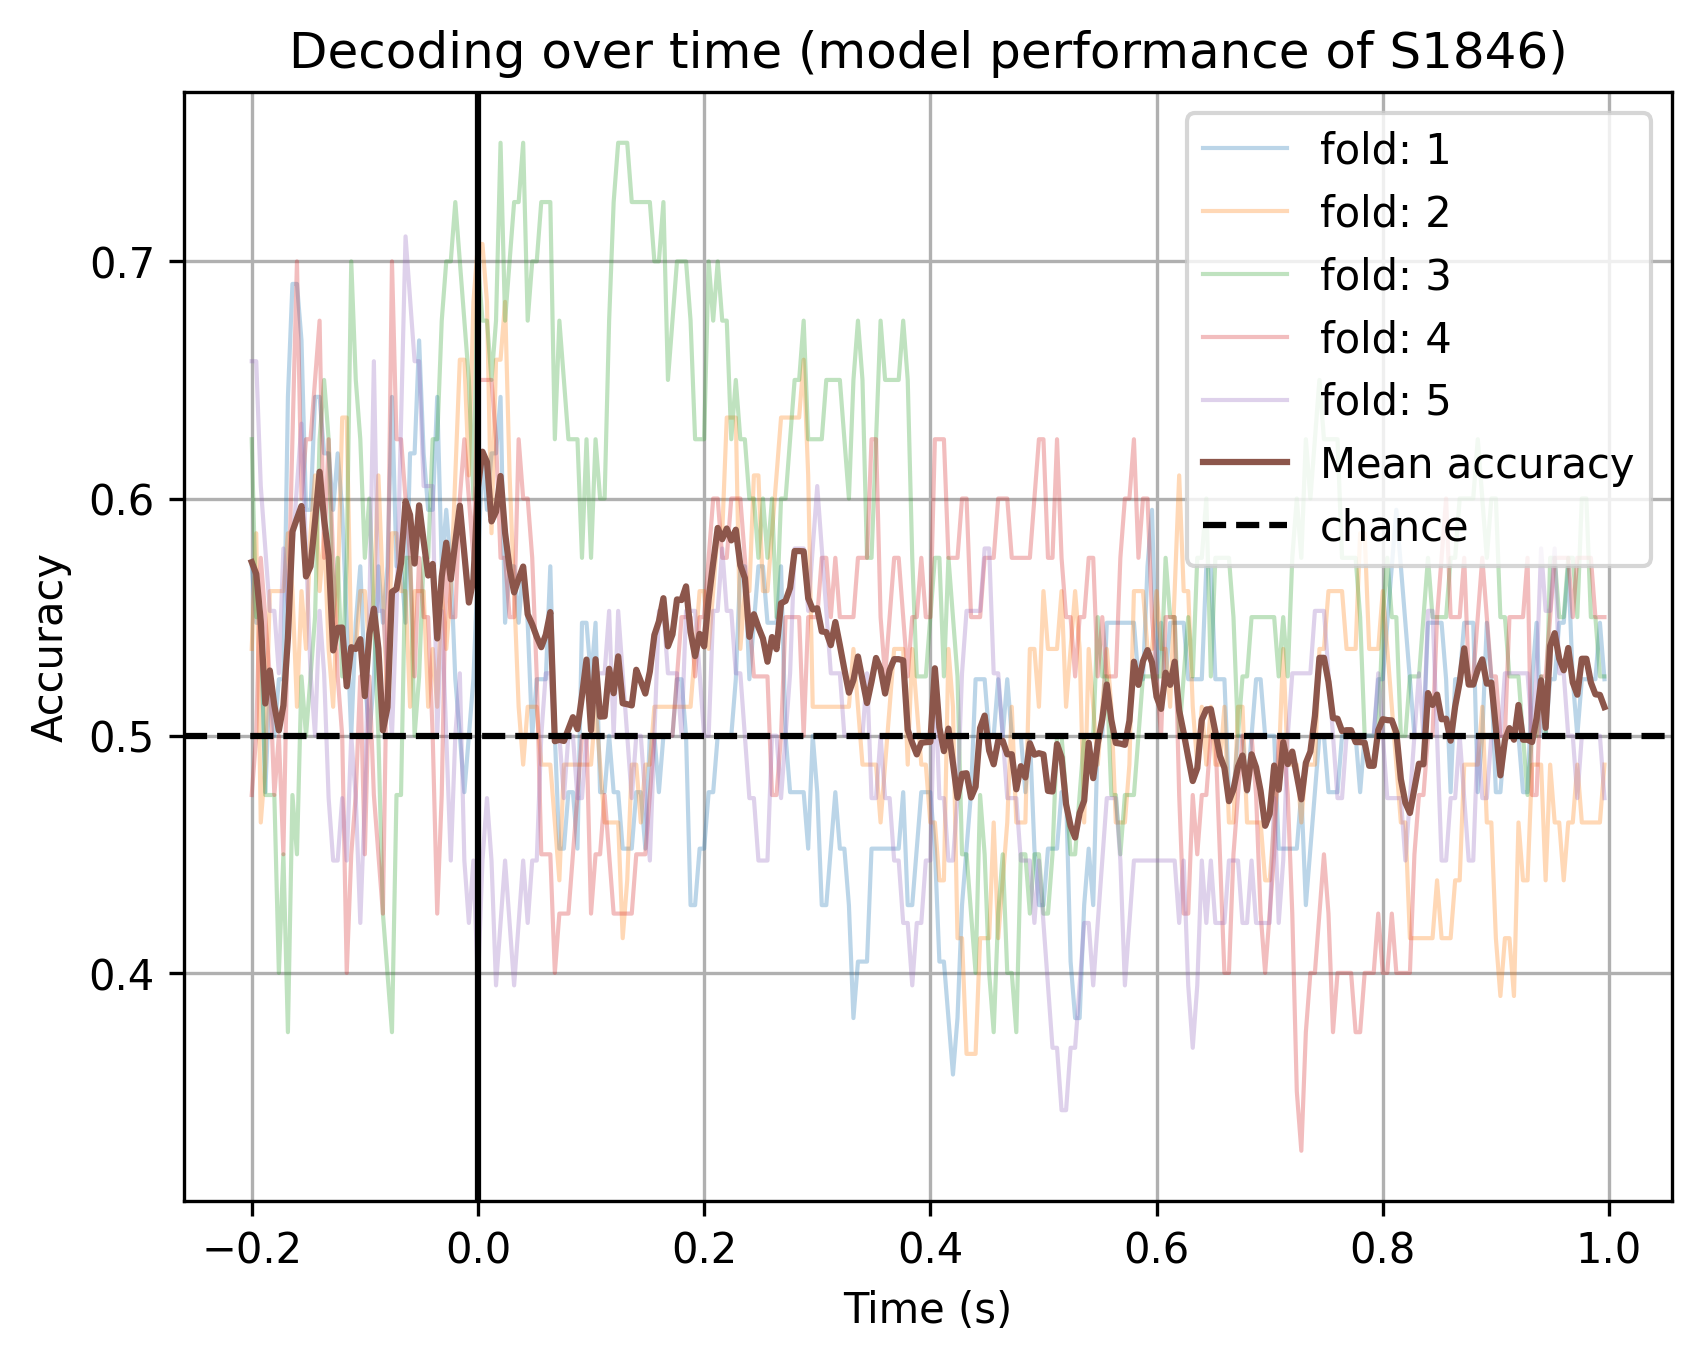 Decoding over time (model performance of S1846)
fold: 1
fold: 2
fold: 3
fold: 4
fold: 5
Mean accuracy
chance
Accuracy
0.7
0.6
0.5
0.4
−0.2 0.0 0.2 0.4 0.6 0.8 1.0
Time (s)